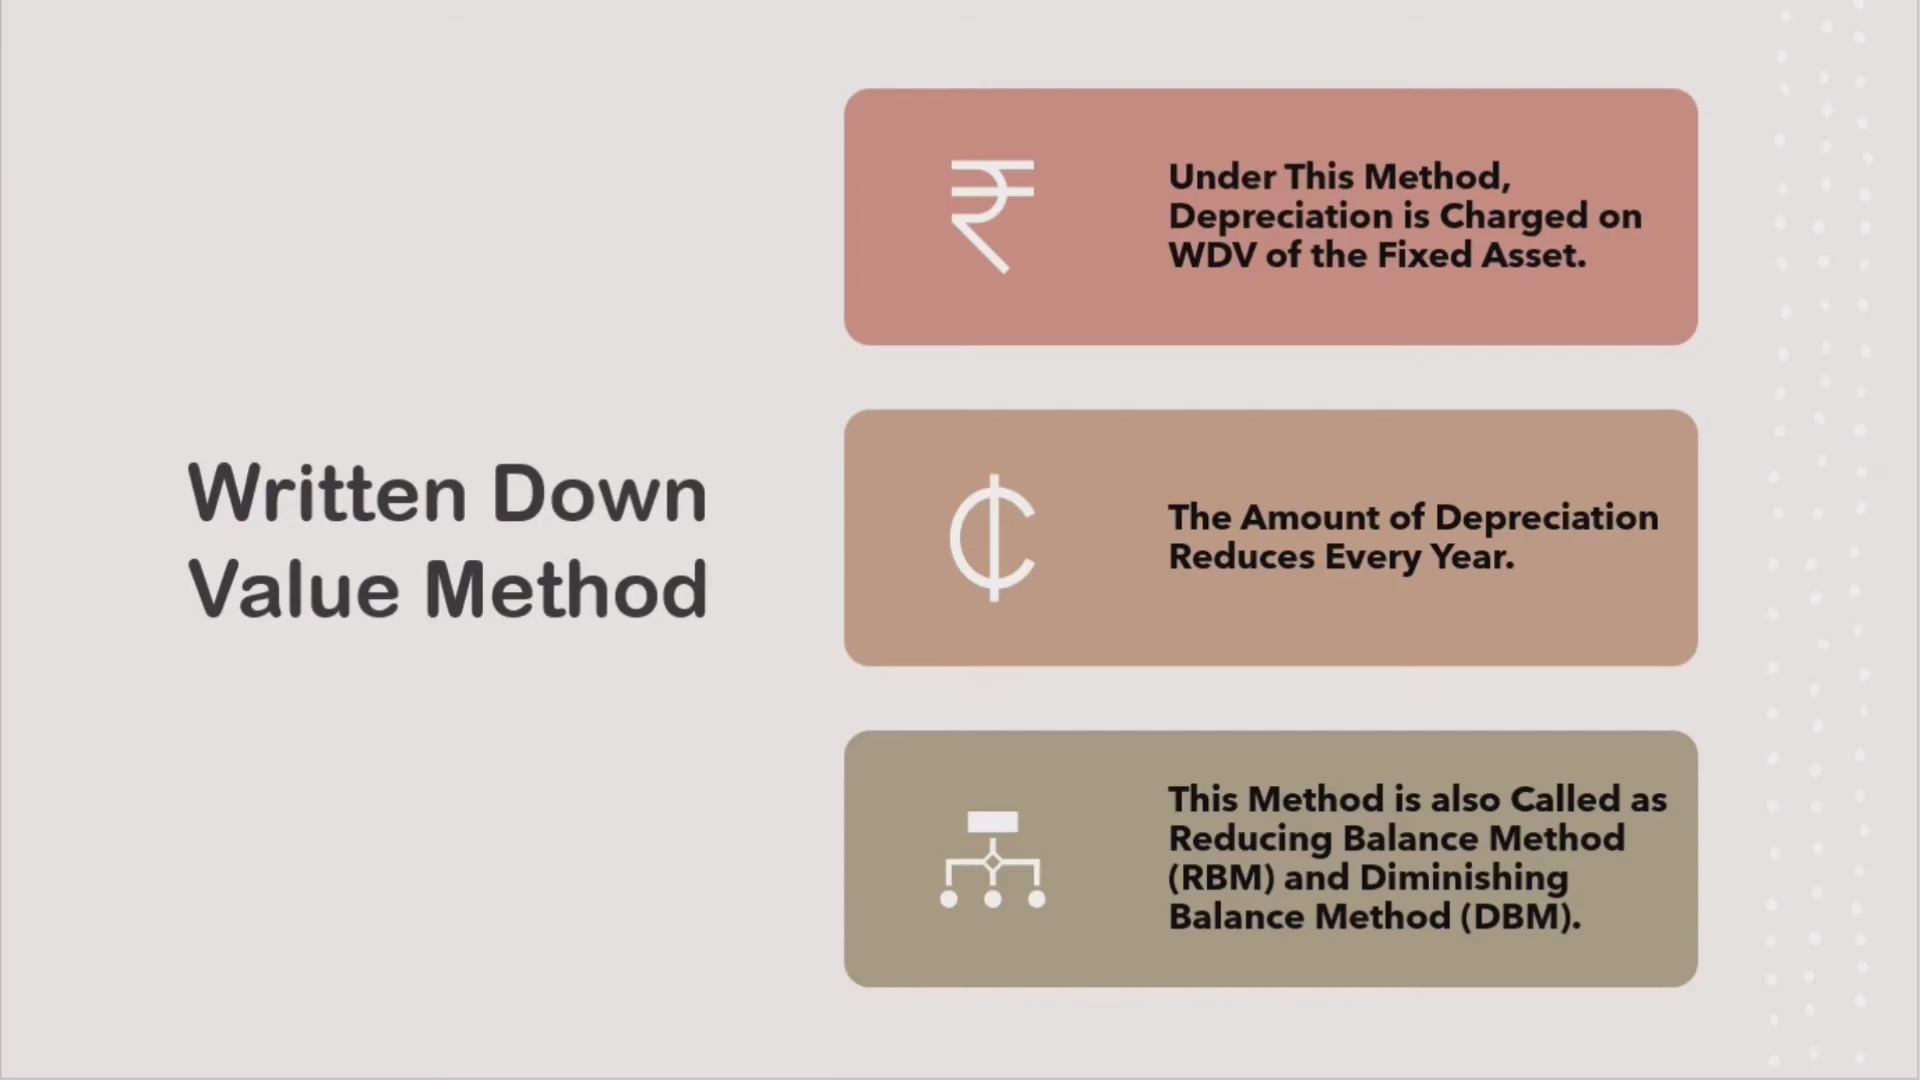 Written Down
Value Method
Under This Method,
Depreciation is Charged on
WDV of the Fixed Asset.
The Amount of Depreciation
Reduces Every Year.
This Method is also Called as
Reducing Balance Method
(RBM) and Diminishing
Balance Method (DBM).